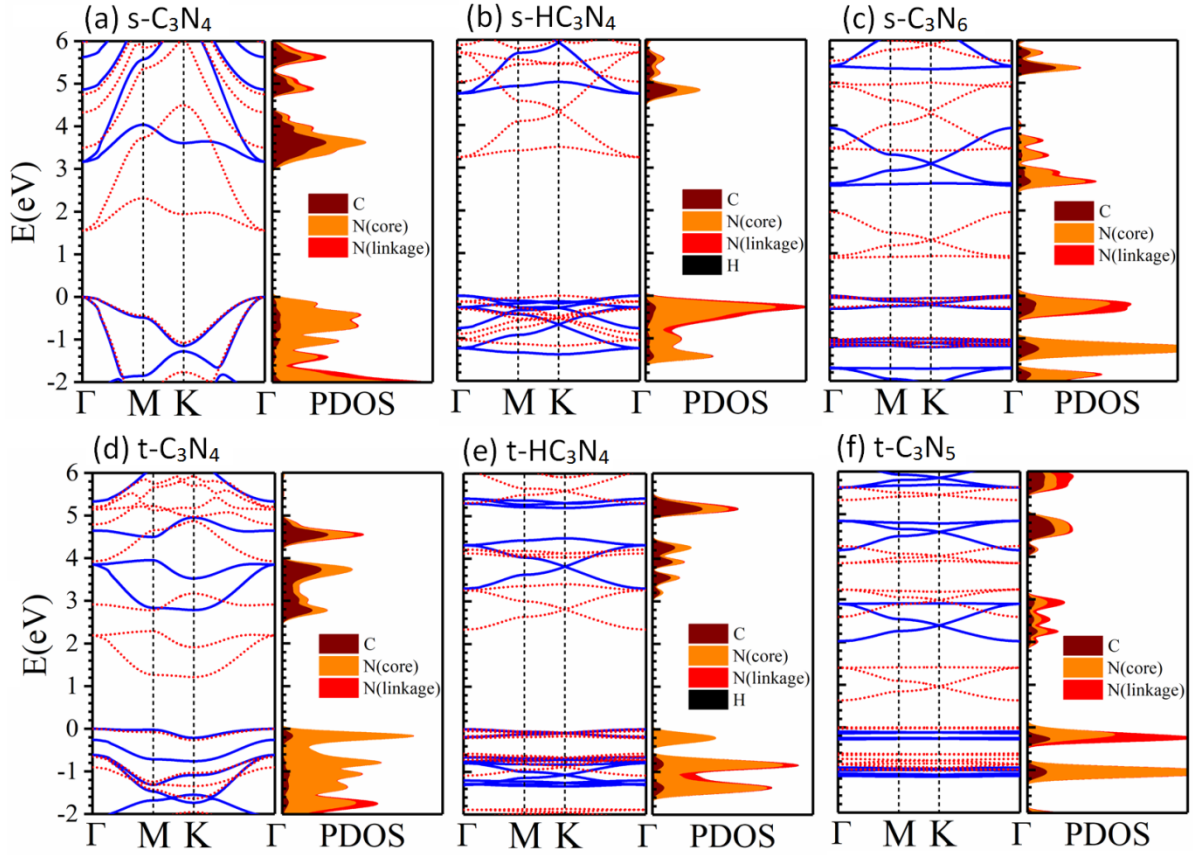 (a) s-C₃N₄
(b) s-HC₃N₄
(c) s-C₃N₆
E(eV)
6
5
4
3
2
1
0
-1
-2
C
N(core)
N(linkage)
C
N(core)
N(linkage)
H
C
N(core)
N(linkage)
Γ M K Γ PDOS
Γ M K Γ PDOS
Γ M K Γ PDOS
(d) t-C₃N₄
(e) t-HC₃N₄
(f) t-C₃N₅
E(eV)
6
5
4
3
2
1
0
-1
-2
C
N(core)
N(linkage)
C
N(core)
N(linkage)
H
C
N(core)
N(linkage)
Γ M K Γ PDOS
Γ M K Γ PDOS
Γ M K Γ PDOS